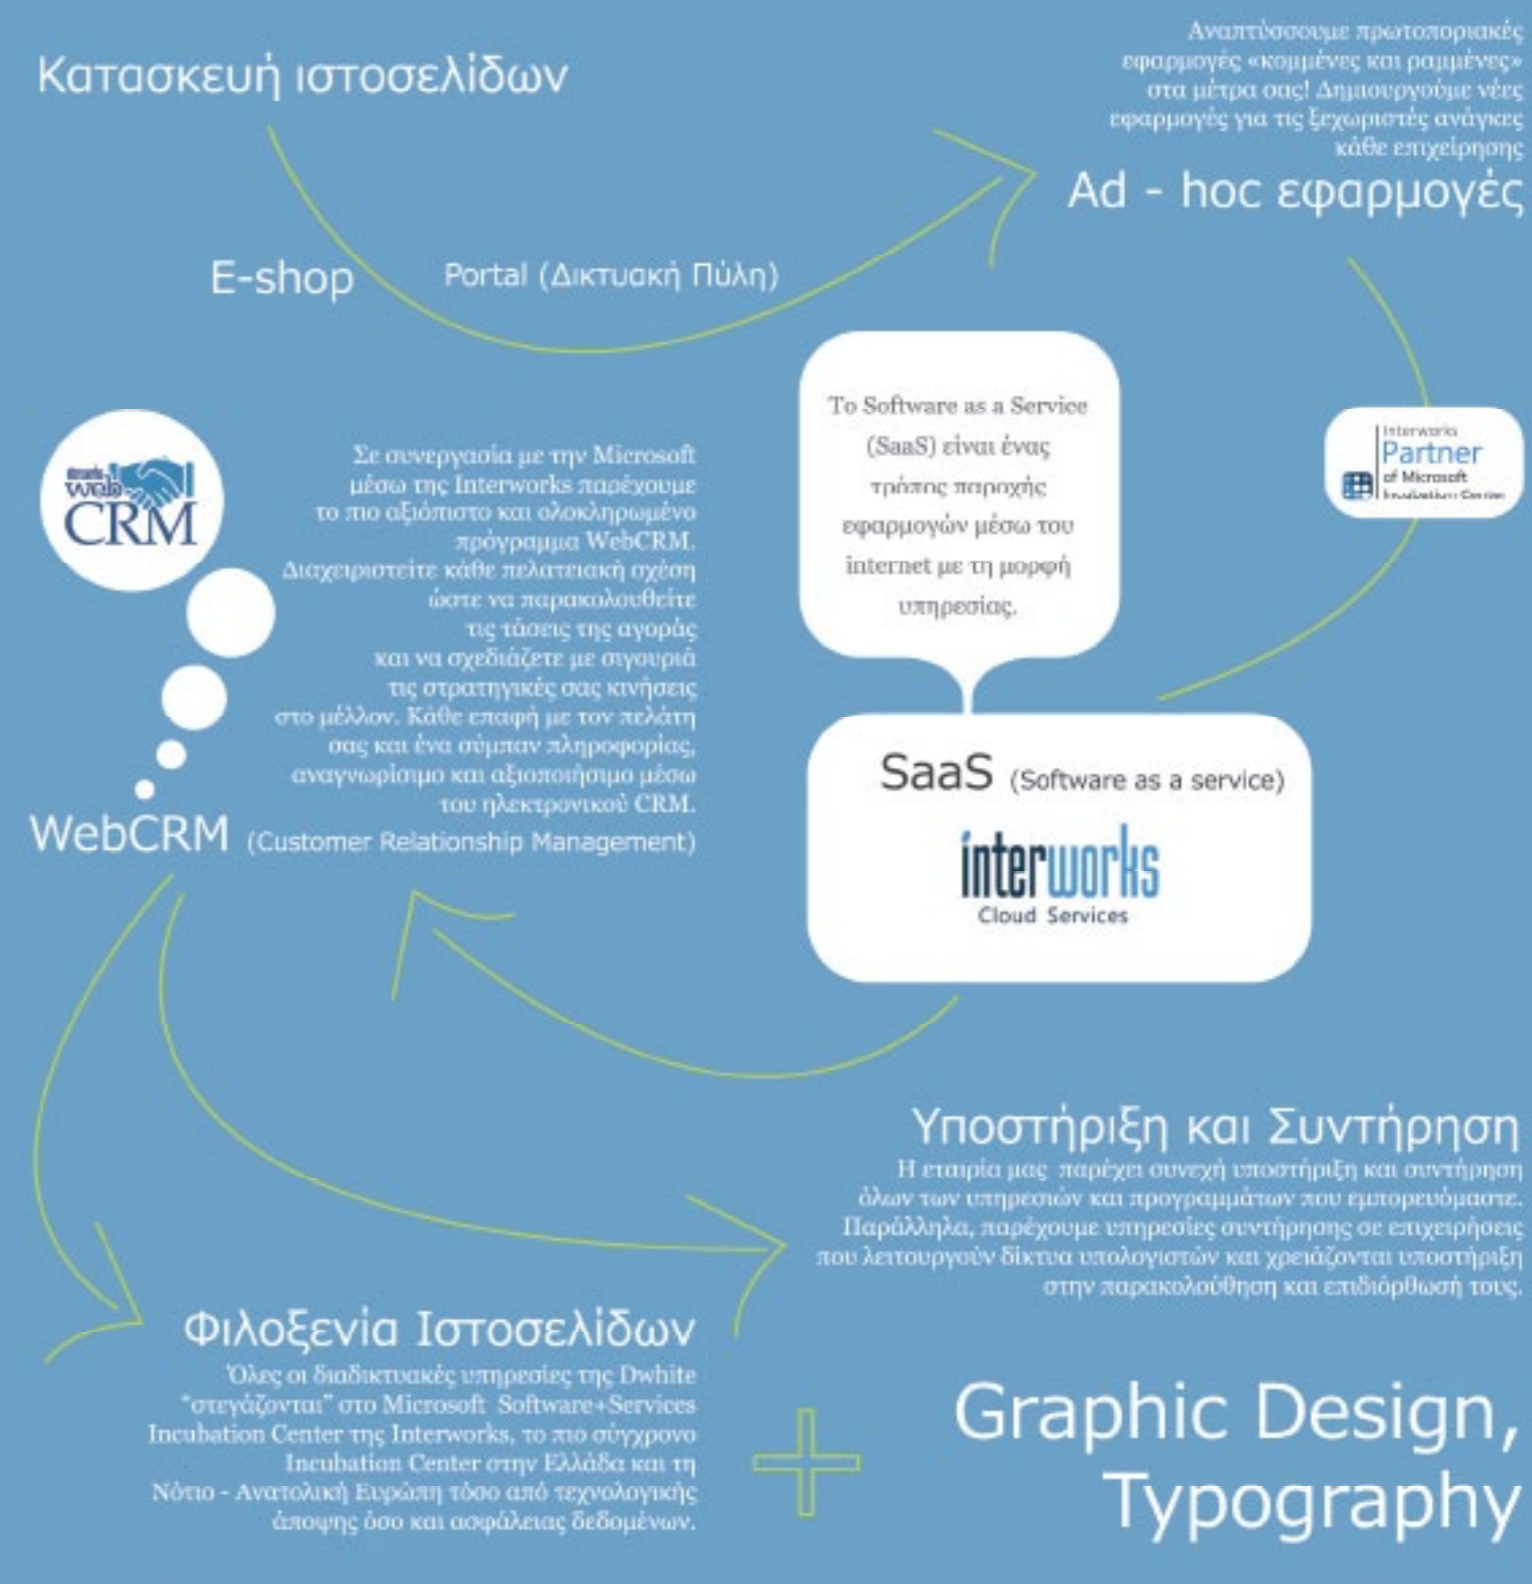 Κατασκευή ιστοσελίδων
Αναπτύσσουμε πρωτοποριακές
εφαρμογές «κομμένες και ραμμένες»
στα μέτρα σας! Δημιουργούμε νέες
εφαρμογές για τις ξεχωριστές ανάγκες
κάθε επιχείρησης
Ad - hoc εφαρμογές
E-shop
Portal (Δικτυακή Πύλη)
Interworks
Partner
of Microsoft
Το Software as a Service
(SaaS) είναι ένας
τρόπος παροχής
εφαρμογών μέσω του
internet με τη μορφή
υπηρεσίας.
SaaS (Software as a service)
interworks
Cloud Services
web
CRM
Σε συνεργασία με την Microsoft
μέσω της Interworks παρέχουμε
το πιο αξιόπιστο και ολοκληρωμένο
πρόγραμμα WebCRM.
Διαχειριστείτε κάθε πελατειακή σχέση
ώστε να παρακολουθείτε
τις τάσεις της αγοράς
και να σχεδιάζετε με σιγουριά
τις στρατηγικές σας κινήσεις
στο μέλλον. Κάθε επαφή με τον πελάτη
σας και ένα σύμπαν πληροφορίας,
αναγνωρίσιμο και αξιοποιήσιμο μέσω
του ηλεκτρονικού CRM.
WebCRM (Customer Relationship Management)
Υποστήριξη και Συντήρηση
Η εταιρία μας παρέχει συνεχή υποστήριξη και συντήρηση
όλων των υπηρεσιών και προγραμμάτων που εμπορευόμαστε.
Παράλληλα, παρέχουμε υπηρεσίες συντήρησης σε επιχειρήσεις
που λειτουργούν δίκτυα υπολογιστών και χρειάζονται υποστήριξη
στην παρακολούθηση και επιδιόρθωσή τους.
Φιλοξενία Ιστοσελίδων
Όλες οι διαδικτυακές υπηρεσίες της Dwhite
"στεγάζονται" στο Microsoft Software+Services
Incubation Center της Interworks, το πιο σύγχρονο
Incubation Center στην Ελλάδα και τη
Νότιο - Ανατολική Ευρώπη τόσο από τεχνολογικής
άποψης όσο και ασφάλειας δεδομένων.
Graphic Design,
Typography